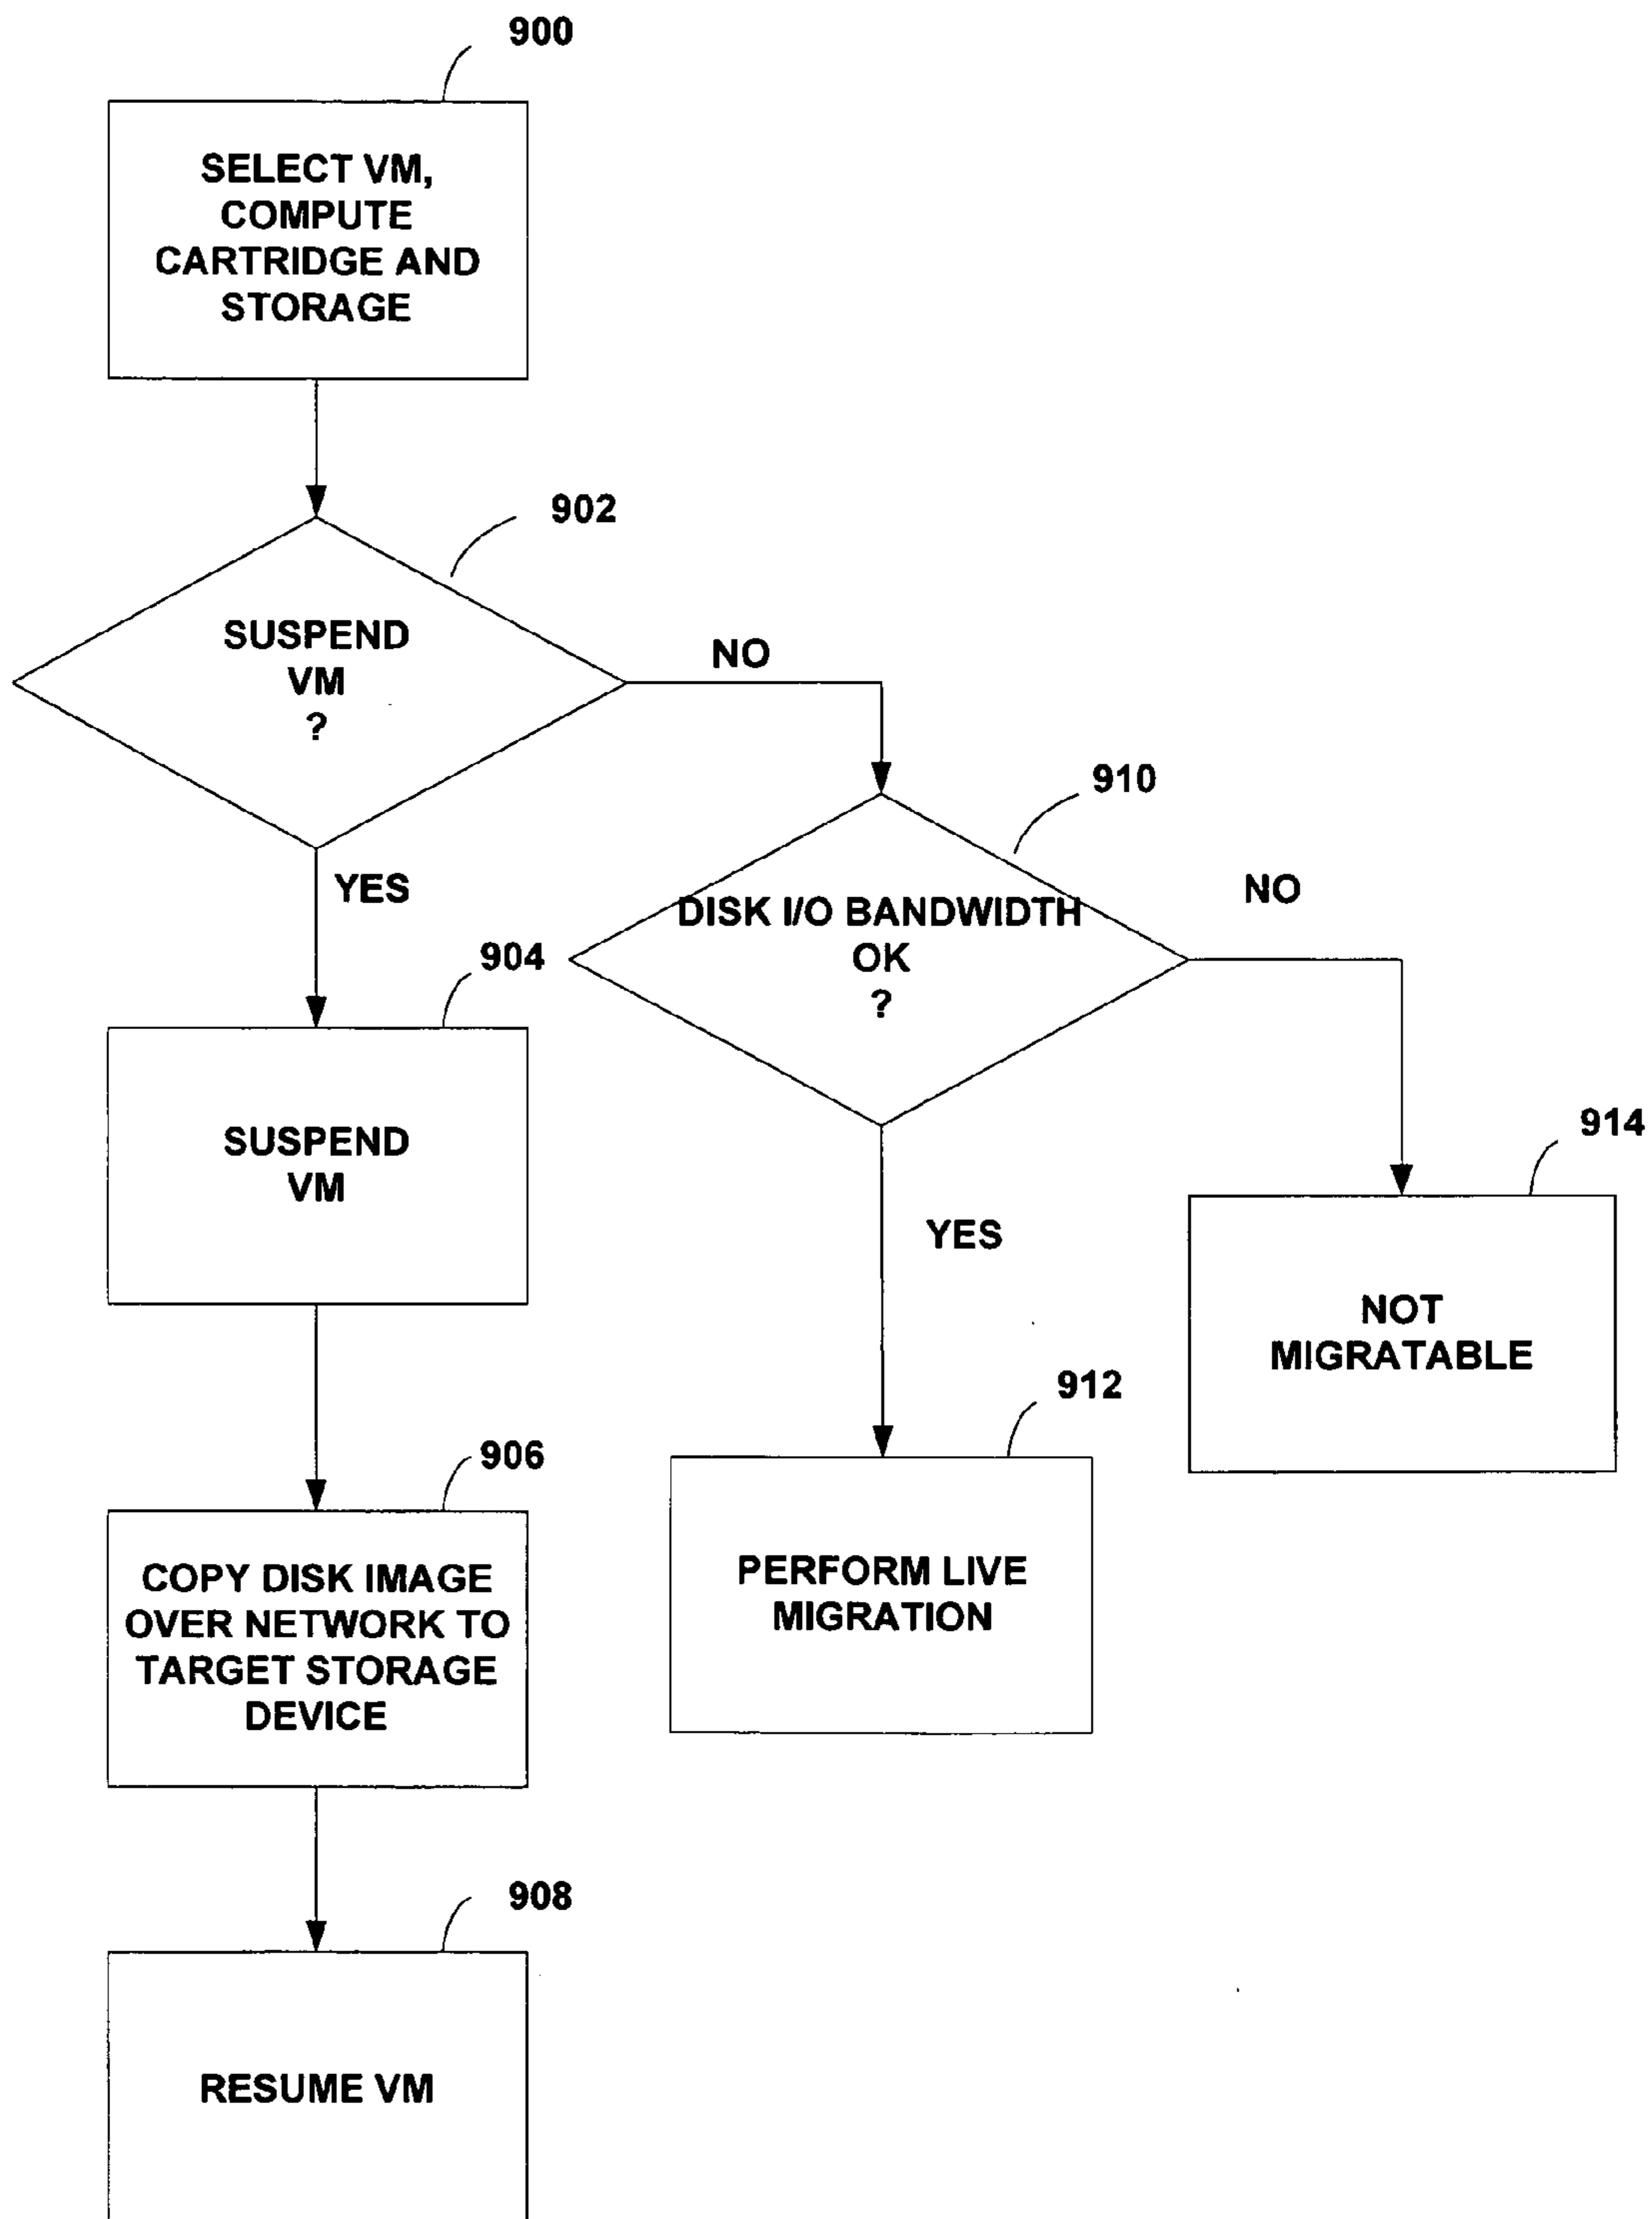 900
SELECT VM,
COMPUTE
CARTRIDGE AND
STORAGE
902
SUSPEND
VM
?
NO
YES
910
DISK I/O BANDWIDTH
OK
?
NO
YES
904
SUSPEND
VM
914
NOT
MIGRATABLE
912
PERFORM LIVE
MIGRATION
906
COPY DISK IMAGE
OVER NETWORK TO
TARGET STORAGE
DEVICE
908
RESUME VM